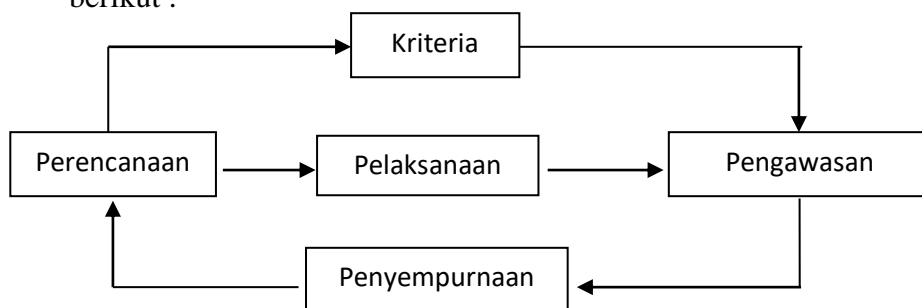 berikut :
Kriteria
Perencanaan
Pelaksanaan
Pengawasan
Penyempurnaan